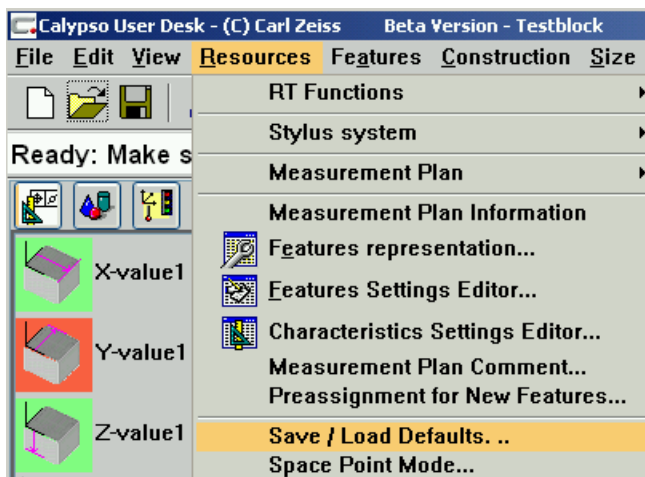 Calypso User Desk - (C) Carl Zeiss Beta Version - Testblock
File Edit View Resources Features Construction Size
RT Functions
Stylus system
Ready: Make s
Measurement Plan
Measurement Plan Information
Features representation...
X-value1
Features Settings Editor...
Characteristics Settings Editor...
Y-value1
Measurement Plan Comment...
Preassignment for New Features...
Z-value1
Save / Load Defaults. ..
Space Point Mode...